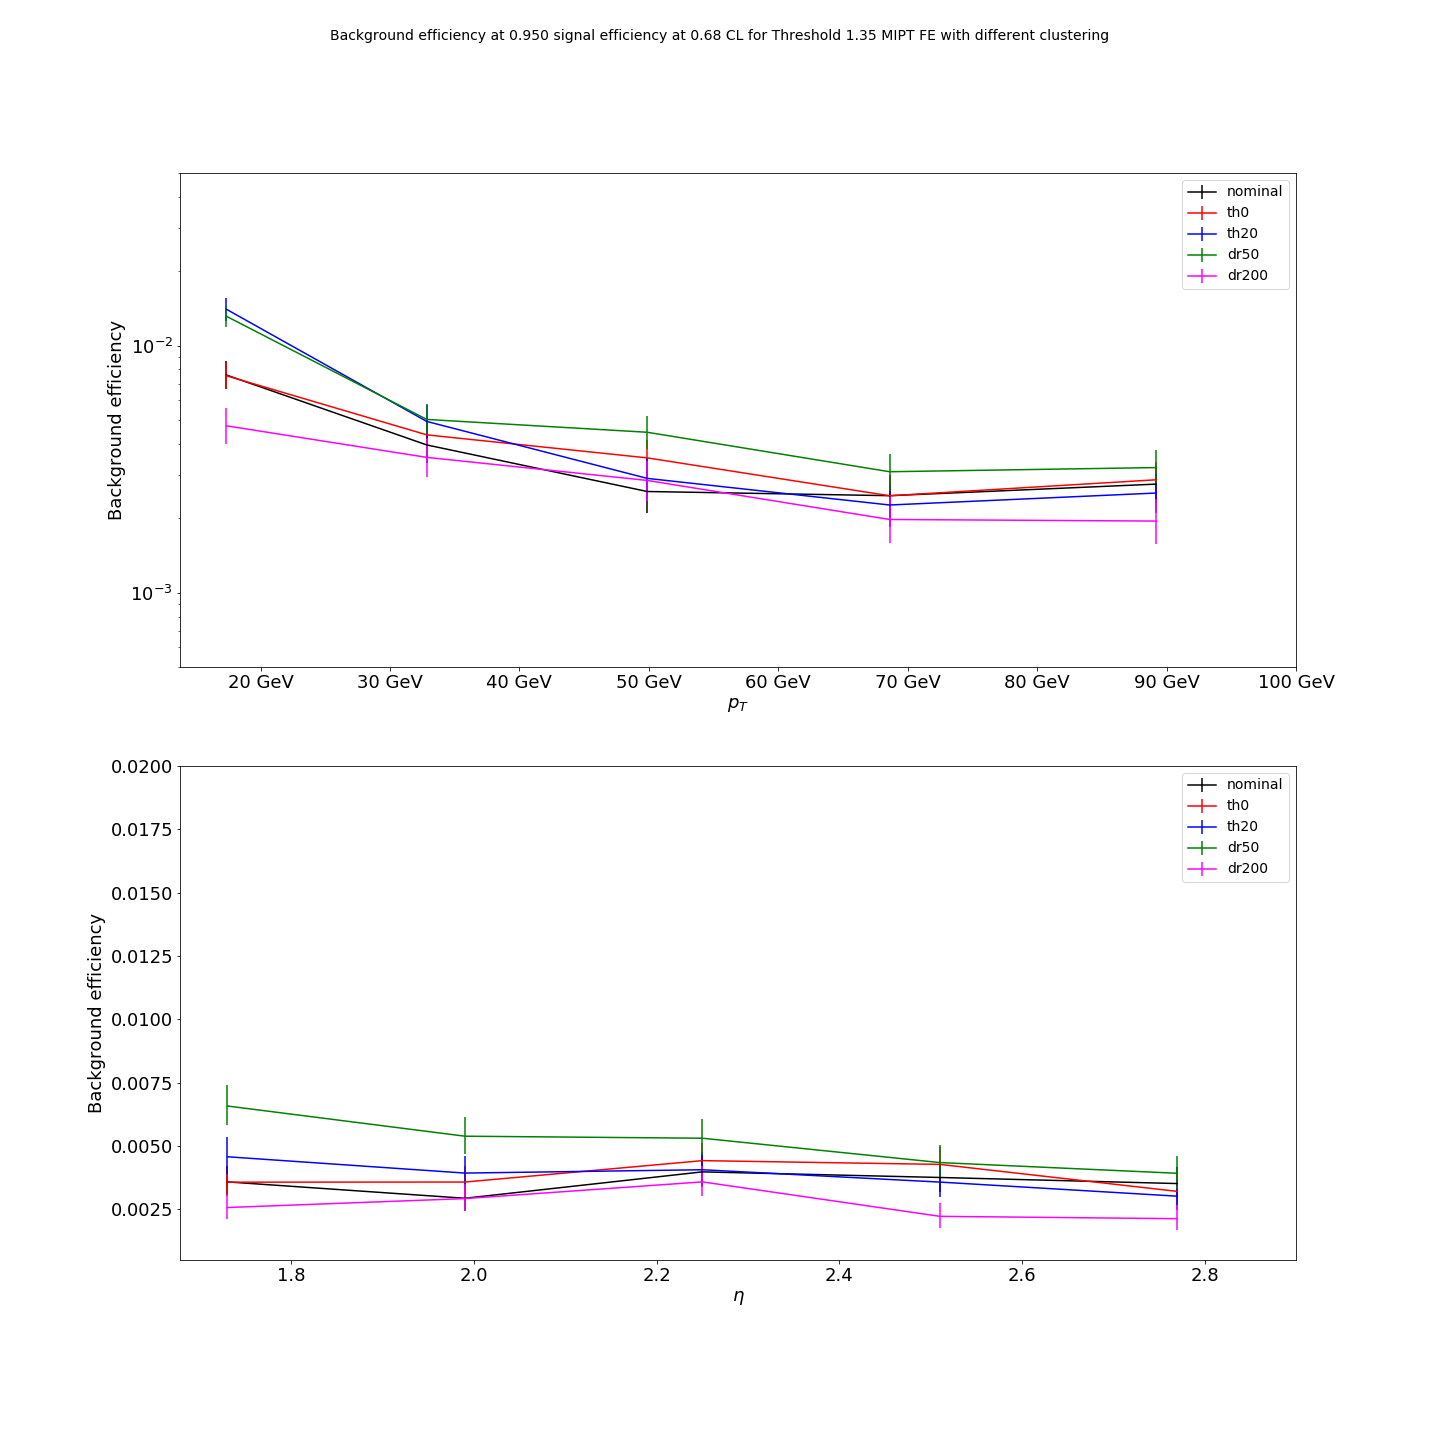 Background efficiency at 0.950 signal efficiency at 0.68 CL for Threshold 1.35 MIPT FE with different clustering
nominal
th0
th20
dr50
dr200
Background efficiency
10⁻²
10⁻³
20 GeV 30 GeV 40 GeV 50 GeV 60 GeV 70 GeV 80 GeV 90 GeV 100 GeV
p_T
nominal
th0
th20
dr50
dr200
Background efficiency
0.0200
0.0175
0.0150
0.0125
0.0100
0.0075
0.0050
0.0025
1.8 2.0 2.2 2.4 2.6 2.8
η